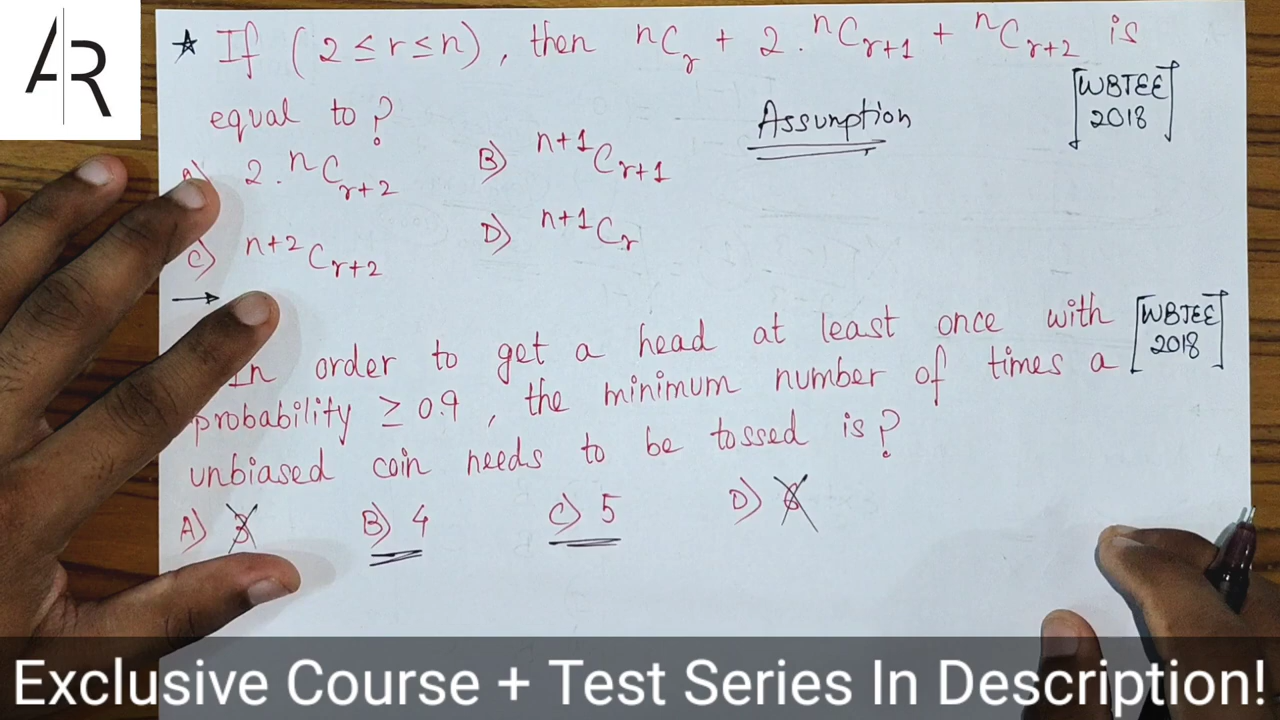 AR
★ If (2 ≤ r ≤ n), then ⁿCᵣ + 2.ⁿCᵣ₊₁ + ⁿCᵣ₊₂ is
equal to?
Assumption
[WBJEE
2018]
A) 2.ⁿCᵣ₊₂ B) ⁿ⁺¹Cᵣ₊₁
C) ⁿ⁺²Cᵣ₊₂ D) ⁿ⁺¹Cᵣ
→
In order to get a head at least once with
probability ≥ 0.9, the minimum number of times a
unbiased coin needs to be tossed is?
[WBJEE
2018]
A) 3 B) 4 C) 5 D)
Exclusive Course + Test Series In Description!